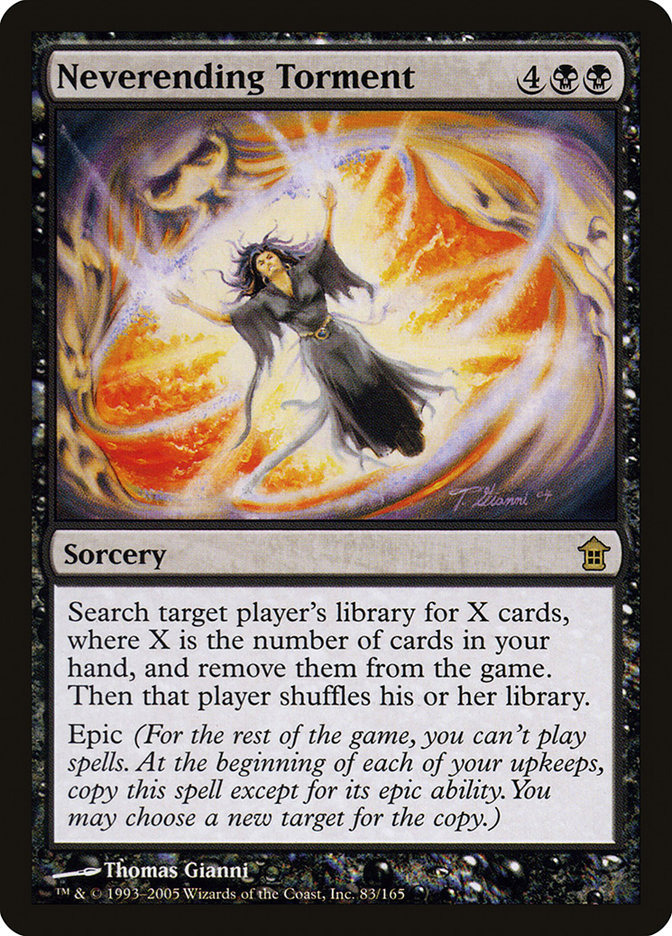 Neverending Torment 4
T. Gianni 04
Sorcery
Search target player's library for X cards,
where X is the number of cards in your
hand, and remove them from the game.
Then that player shuffles his or her library.
Epic (For the rest of the game, you can't play
spells. At the beginning of each of your upkeeps,
copy this spell except for its epic ability. You
may choose a new target for the copy.)
Thomas Gianni
™ & © 1993–2005 Wizards of the Coast, Inc. 83/165